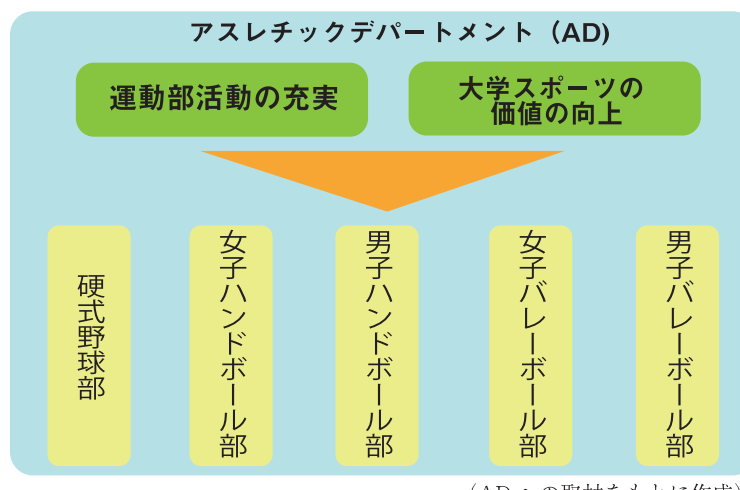 アスレチックデパートメント（AD）
運動部活動の充実
大学スポーツの
価値の向上
硬式野球部
女子ハンドボール部
男子ハンドボール部
女子バレーボール部
男子バレーボール部